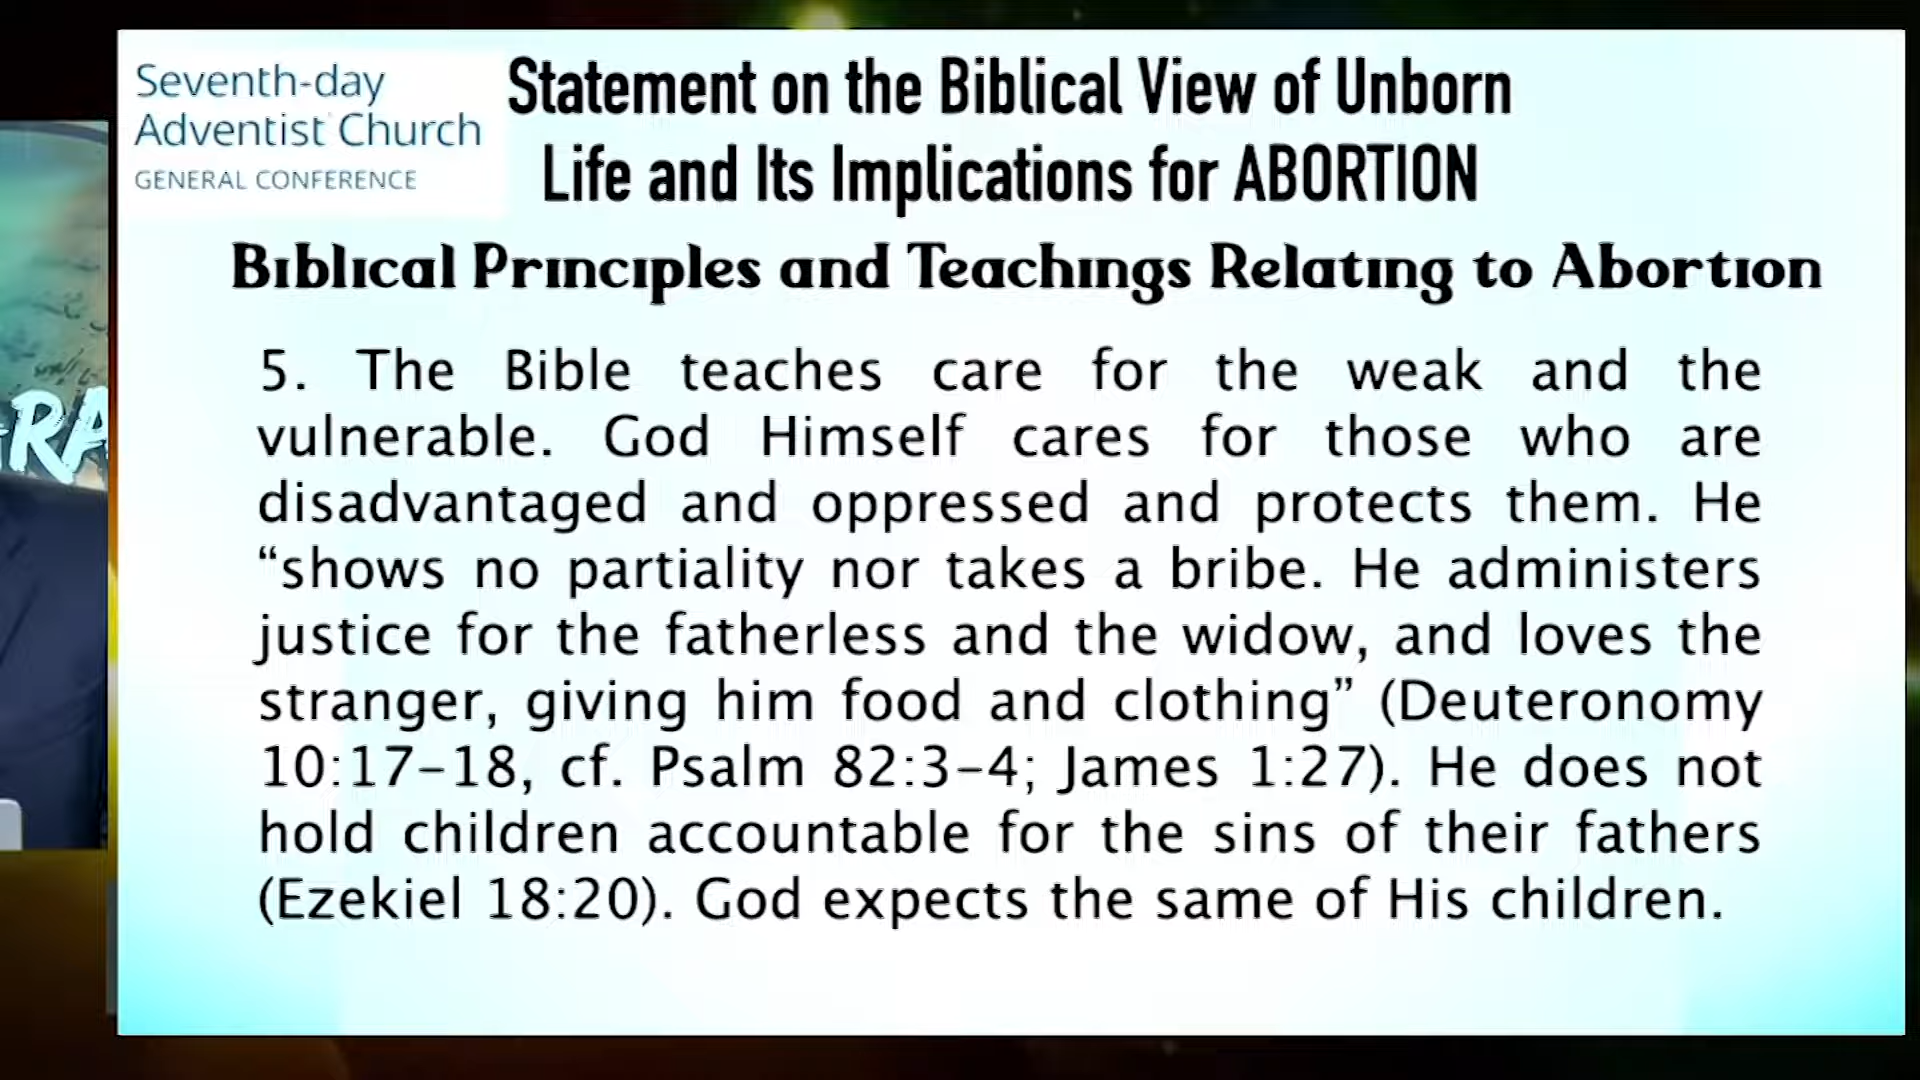 Seventh-day
Adventist Church
GENERAL CONFERENCE
Statement on the Biblical View of Unborn
Life and Its Implications for ABORTION
Biblical Principles and Teachings Relating to Abortion
5. The Bible teaches care for the weak and the
vulnerable. God Himself cares for those who are
disadvantaged and oppressed and protects them. He
“shows no partiality nor takes a bribe. He administers
justice for the fatherless and the widow, and loves the
stranger, giving him food and clothing” (Deuteronomy
10:17–18, cf. Psalm 82:3–4; James 1:27). He does not
hold children accountable for the sins of their fathers
(Ezekiel 18:20). God expects the same of His children.